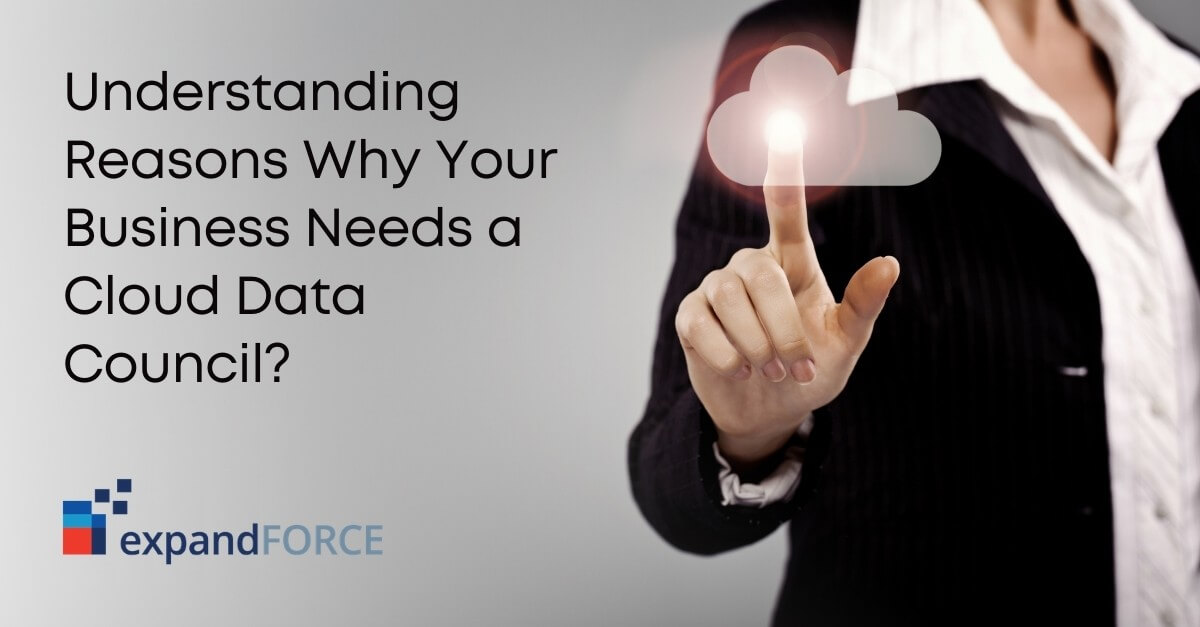 Understanding
Reasons Why Your
Business Needs a
Cloud Data
Council?
expandFORCE